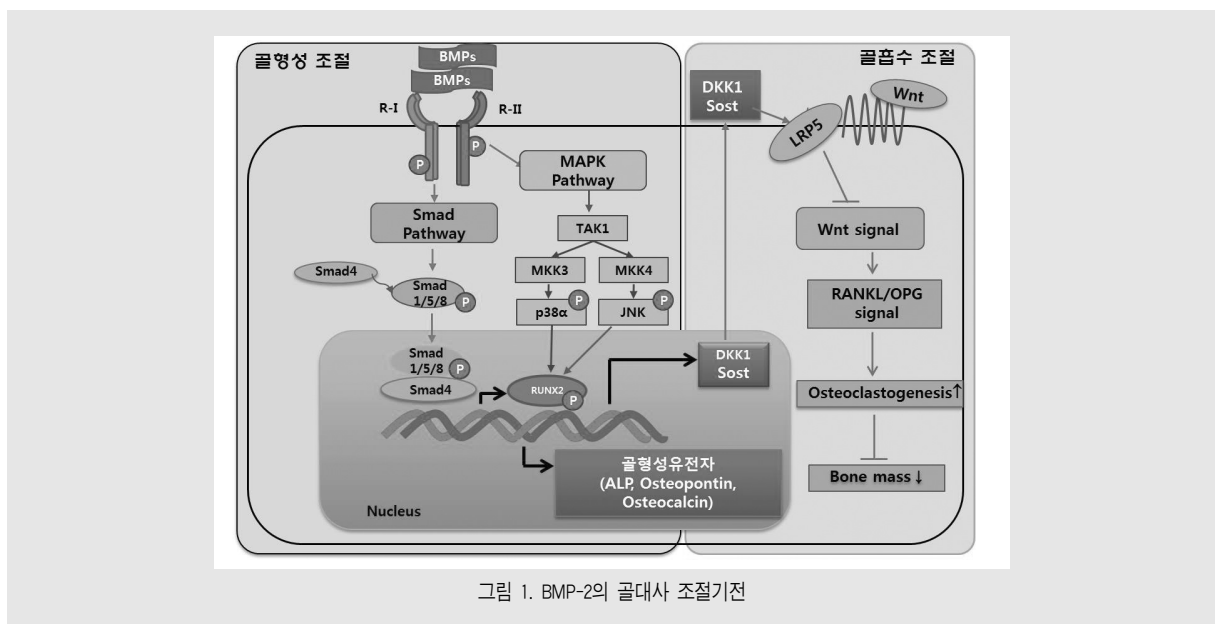 골형성 조절
BMPs
BMPs
R-I
R-II
P
P
MAPK
Pathway
Smad
Pathway
TAK1
MKK3
MKK4
Smad4
Smad
1/5/8
P
p38α
P
JNK
P
Smad
1/5/8
P
Smad4
RUNX2
P
DKK1
Sost
골형성유전자
(ALP, Osteopontin,
Osteocalcin)
Nucleus
골흡수 조절
DKK1
Sost
Wnt
LRP5
Wnt signal
RANKL/OPG
signal
Osteoclastogenesis↑
Bone mass↓
그림 1. BMP-2의 골대사 조절기전